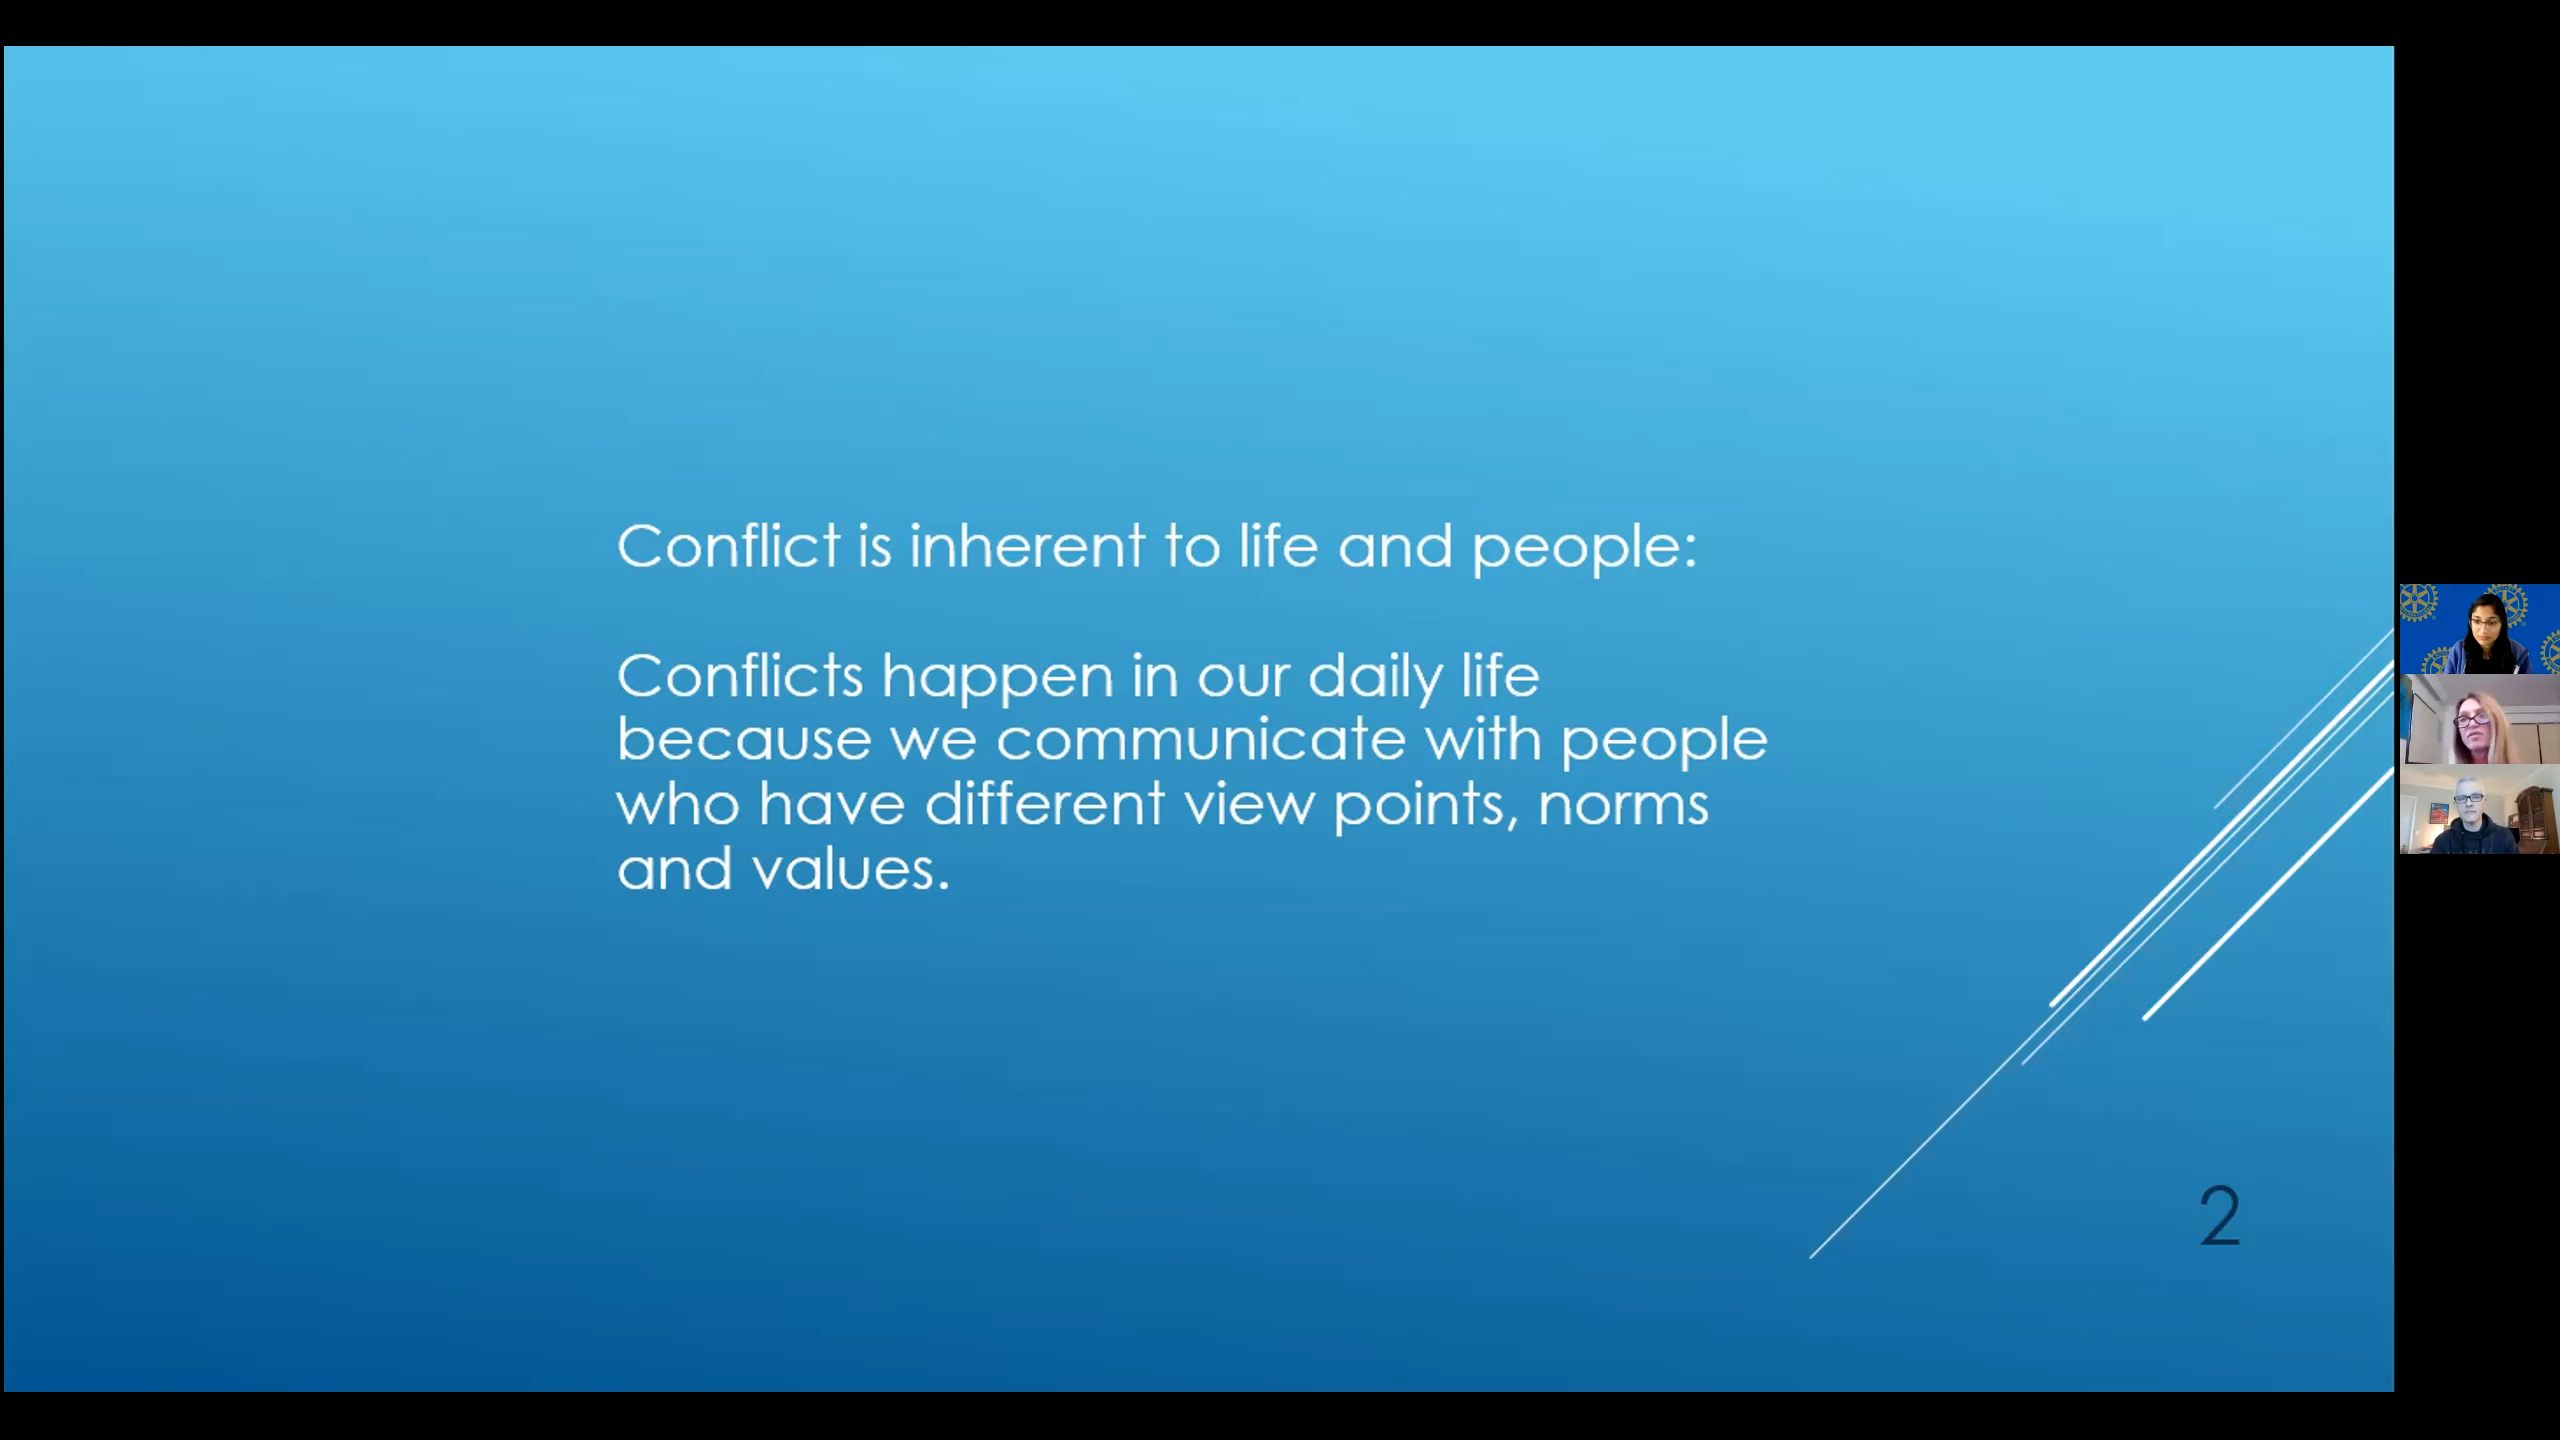 Conflict is inherent to life and people:
Conflicts happen in our daily life
because we communicate with people
who have different view points, norms
and values.
2